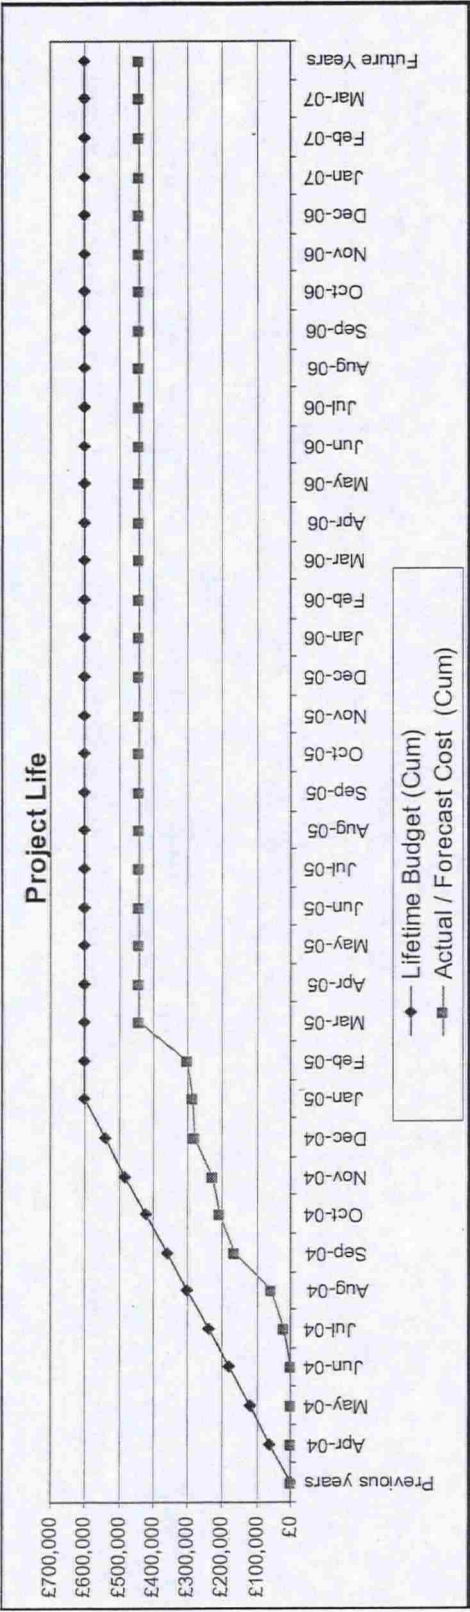 Project Life
£700,000
£600,000
£500,000
£400,000
£300,000
£200,000
£100,000
£0
Previous years
Apr-04
May-04
Jun-04
Jul-04
Aug-04
Sep-04
Oct-04
Nov-04
Dec-04
Jan-05
Feb-05
Mar-05
Apr-05
May-05
Jun-05
Jul-05
Aug-05
Sep-05
Oct-05
Nov-05
Dec-05
Jan-06
Feb-06
Mar-06
Apr-06
May-06
Jun-06
Jul-06
Aug-06
Sep-06
Oct-06
Nov-06
Dec-06
Jan-07
Feb-07
Mar-07
Future Years
Lifetime Budget (Cum)
Actual / Forecast Cost (Cum)